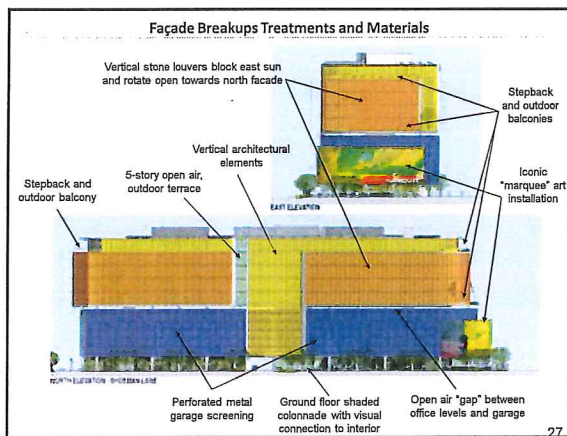 Façade Breakups Treatments and Materials
Vertical stone louvers block east sun
and rotate open towards north facade
Stepback
and outdoor
balconies
Vertical architectural
elements
5-story open air,
outdoor terrace
Stepback and
outdoor balcony
Iconic
"marquee" art
installation
EAST ELEVATION
NORTH ELEVATION - SHERMAN LANE
Perforated metal
garage screening
Ground floor shaded
colonnade with visual
connection to interior
Open air "gap" between
office levels and garage
27